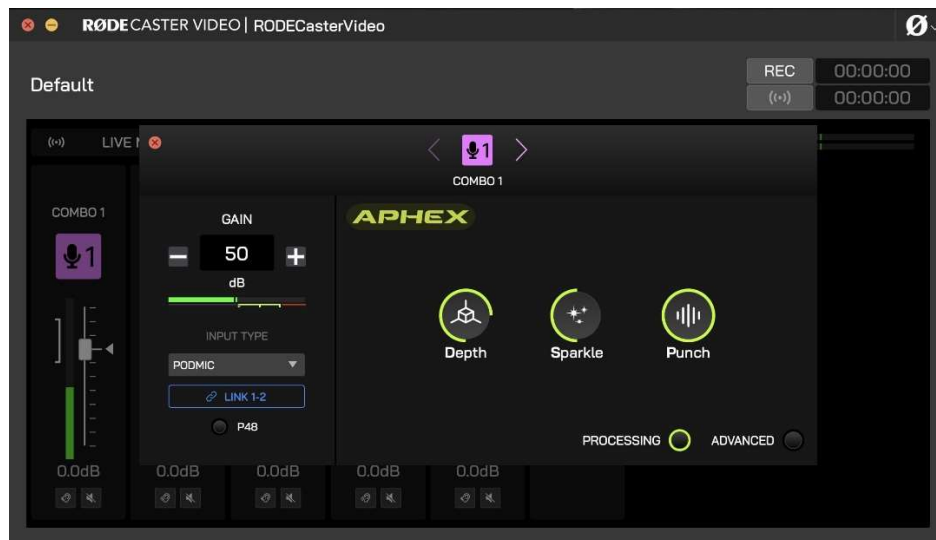 RØDECASTER VIDEO | RODECasterVideo
Ø
Default
REC 00:00:00
00:00:00
LIVE
1
COMBO 1
COMBO 1
1
GAIN
50
dB
INPUT TYPE
PODMIC
LINK 1-2
P48
APHEX
Depth Sparkle Punch
PROCESSING ADVANCED
0.0dB 0.0dB 0.0dB 0.0dB 0.0dB